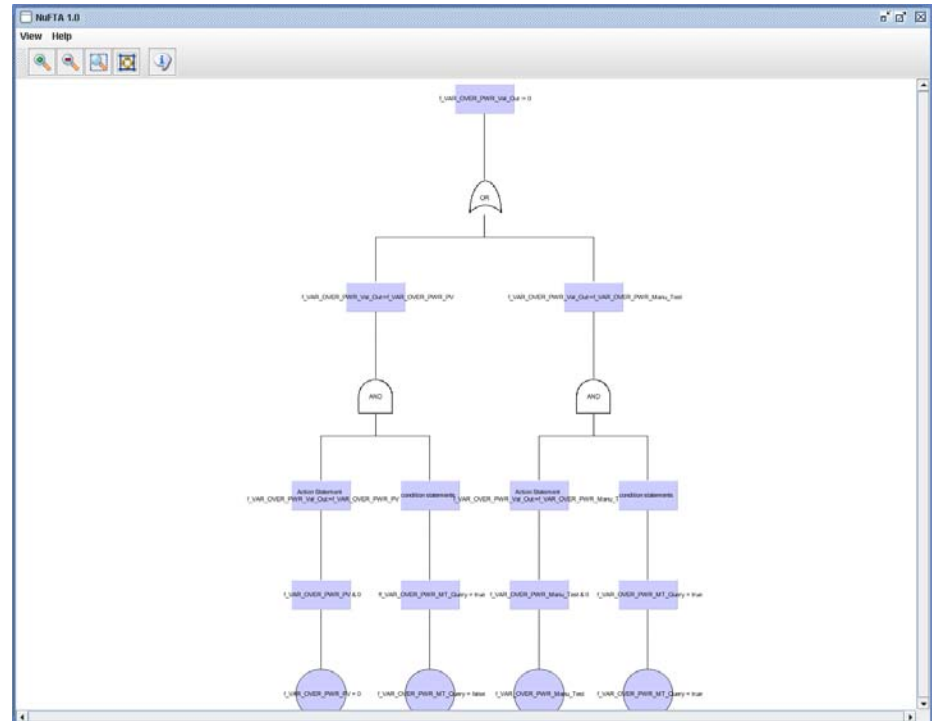 NuFTA 1.0
View Help
f_VAR_OVER_PWR_Val_Out = 0
OR
f_VAR_OVER_PWR_Val_Out=f_VAR_OVER_PWR_PV
f_VAR_OVER_PWR_Val_Out=f_VAR_OVER_PWR_Manu_Test
AND
AND
Action Statement
f_VAR_OVER_PWR_Val_Out=f_VAR_OVER_PWR_PV
condition statements
Action Statement
f_VAR_OVER_PWR_Val_Out=f_VAR_OVER_PWR_Manu_T
condition statements
f_VAR_OVER_PWR_PV & 0
f_VAR_OVER_PWR_MT_Query = true
f_VAR_OVER_PWR_Manu_Test & 0
f_VAR_OVER_PWR_MT_Query = true
f_VAR_OVER_PWR_PV = 0
f_VAR_OVER_PWR_MT_Query = false
f_VAR_OVER_PWR_Manu_Test
f_VAR_OVER_PWR_MT_Query = true